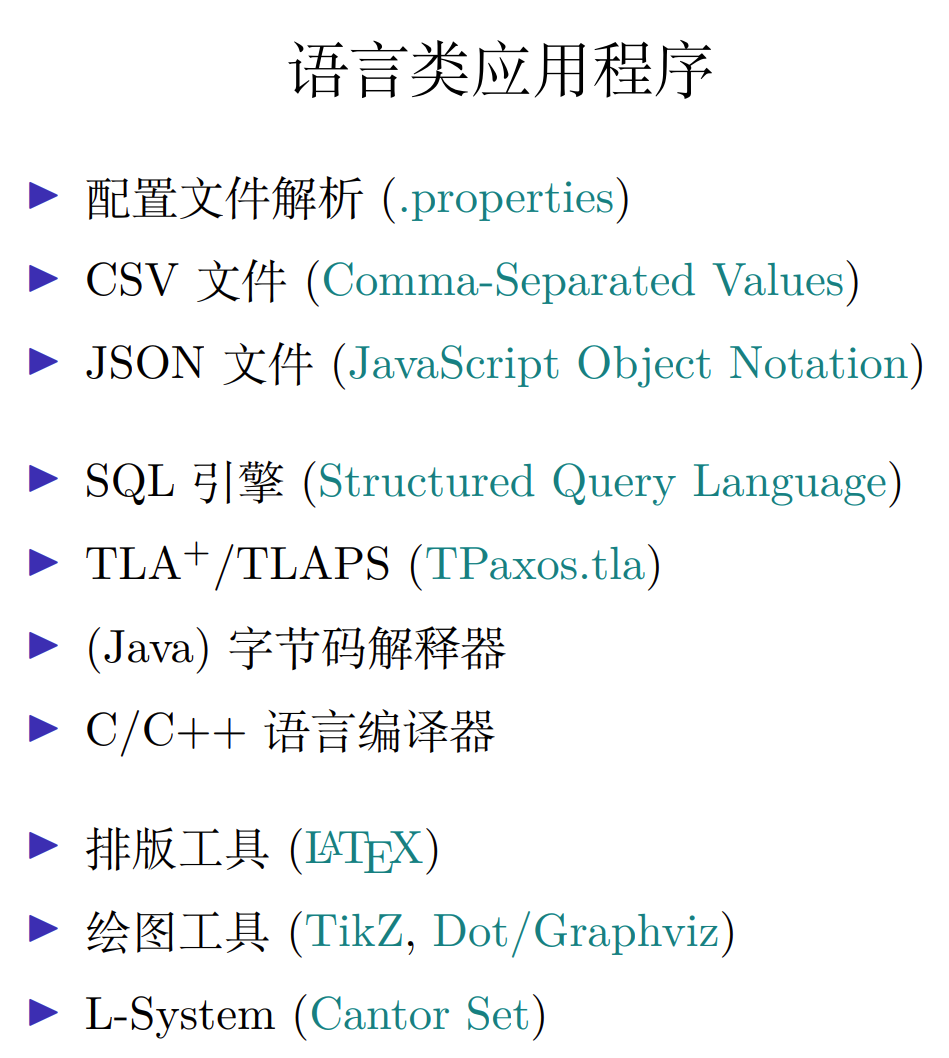 语言类应用程序
配置文件解析 (.properties)
CSV 文件 (Comma-Separated Values)
JSON 文件 (JavaScript Object Notation)
SQL 引擎 (Structured Query Language)
TLA⁺/TLAPS (TPaxos.tla)
(Java) 字节码解释器
C/C++ 语言编译器
排版工具 (LATEX)
绘图工具 (TikZ, Dot/Graphviz)
L-System (Cantor Set)